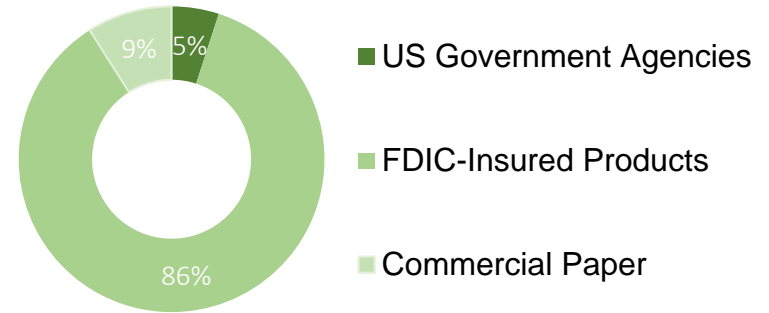 9%
5%
86%
US Government Agencies
FDIC-Insured Products
Commercial Paper